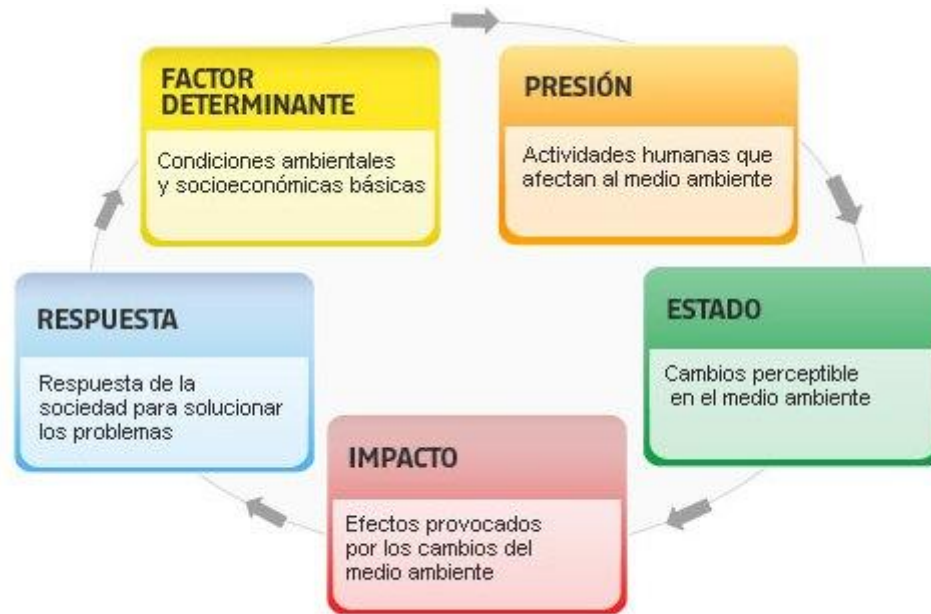 FACTOR
DETERMINANTE
Condiciones ambientales
y socioeconómicas básicas
PRESIÓN
Actividades humanas que
afectan al medio ambiente
ESTADO
Cambios perceptible
en el medio ambiente
IMPACTO
Efectos provocados
por los cambios del
medio ambiente
RESPUESTA
Respuesta de la
sociedad para solucionar
los problemas